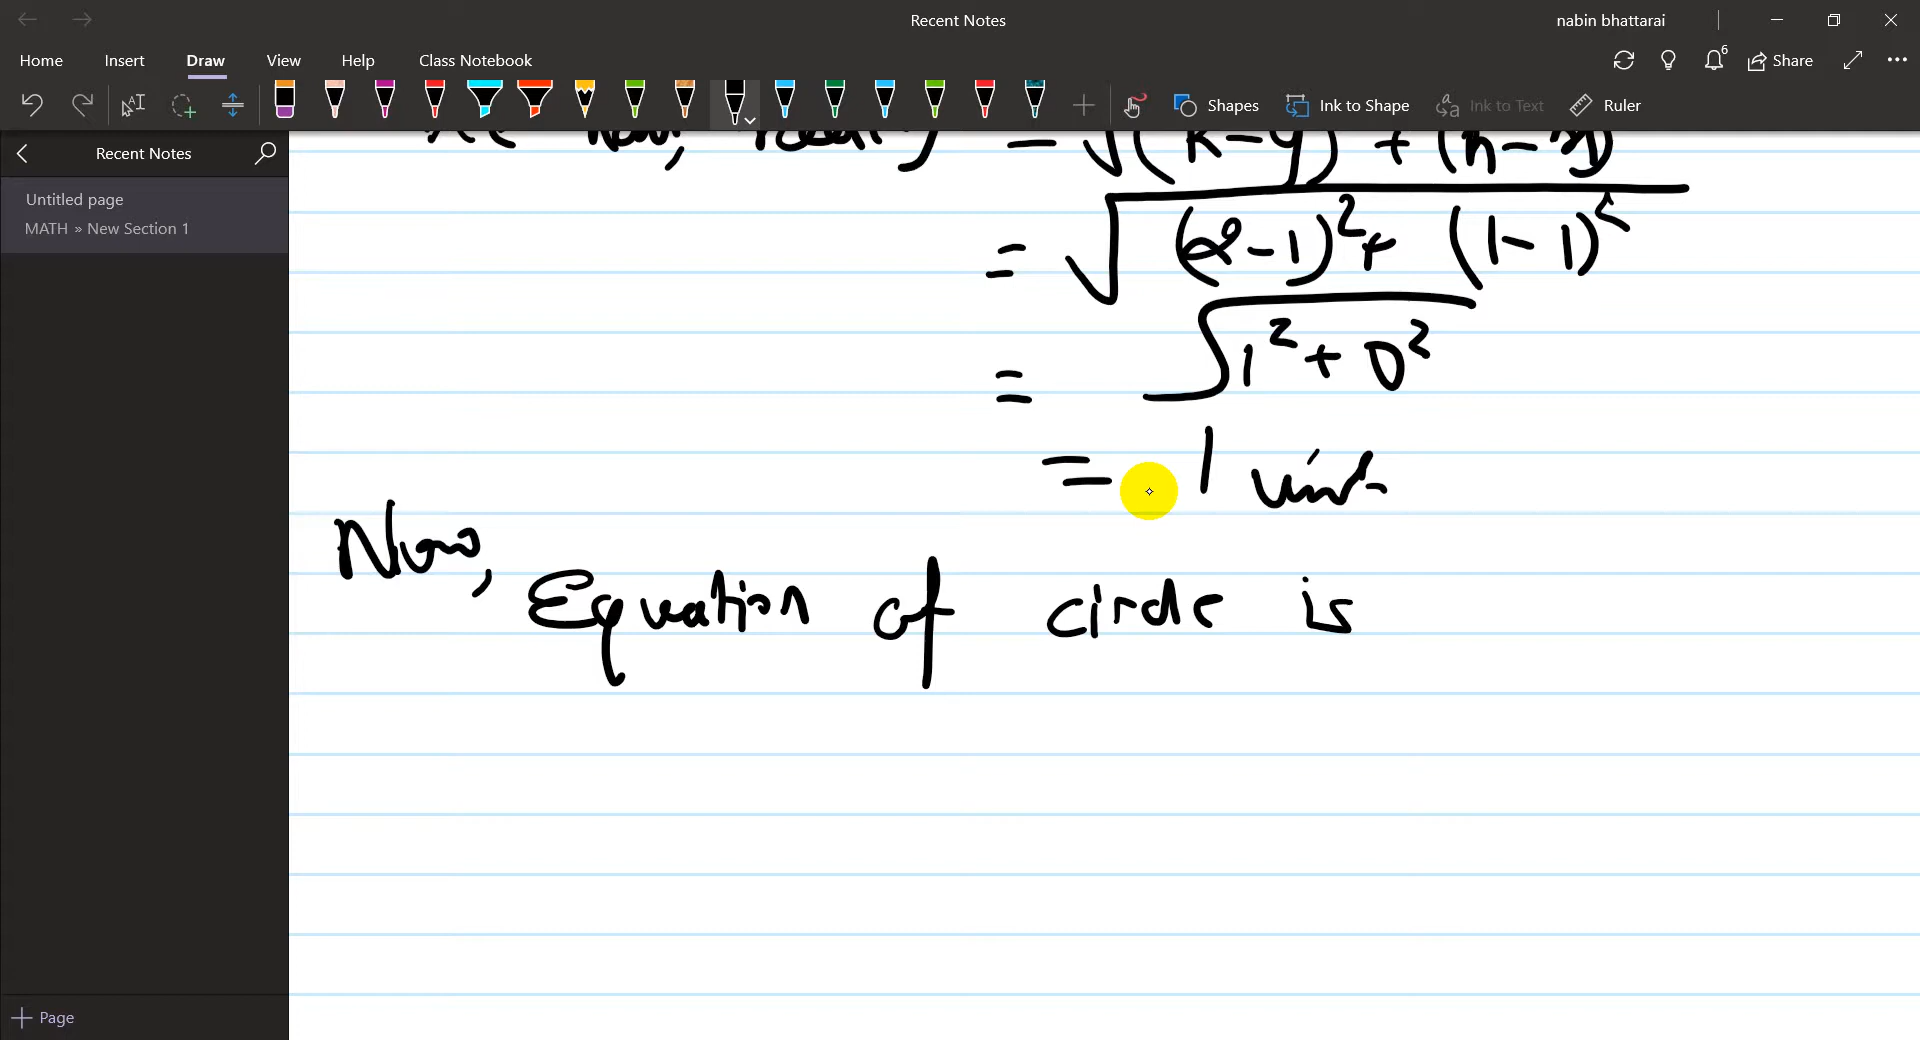 Recent Notes
nabin bhattarai
Home Insert Draw View Help Class Notebook
6
Share
Shapes Ink to Shape Ink to Text Ruler
Recent Notes
Untitled page
MATH » New Section 1
= √(k-y) + (h-x)
= √(2-1)² + (1-1)²
= √1² + 0²
= 1 unit
Now,
Equation of circle is
Page